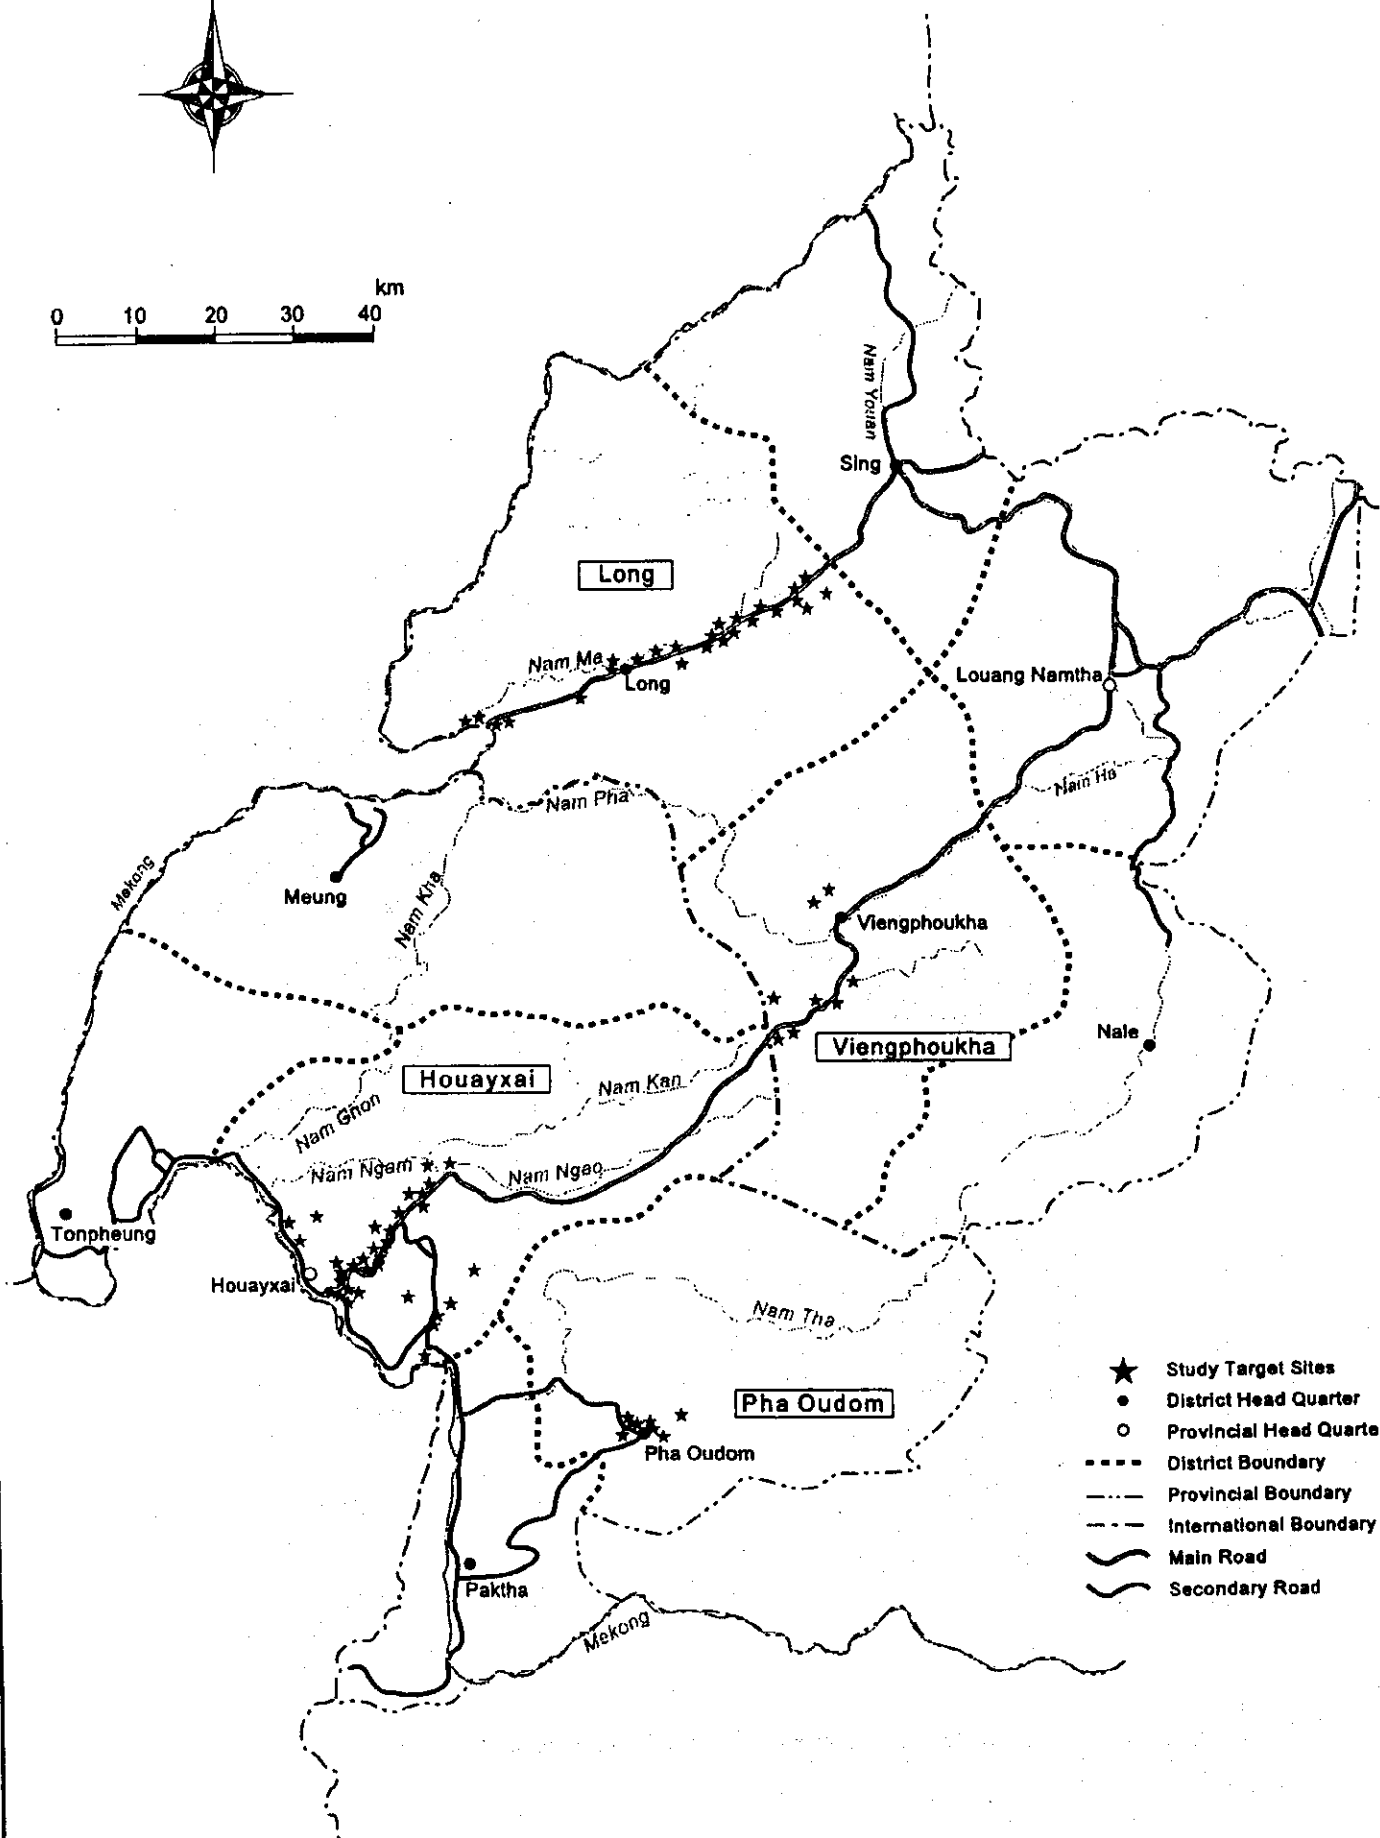 km
0 10 20 30 40
Nam Youan
Sing
Long
Nam Ma
Long
Louang Namtha
Nam Ha
Nam Pha
Mekong
Meung
Nam Kha
Viengphoukha
Nale
Viengphoukha
Houayxai
Nam Kan
Nam Ghon
Nam Ngam
Nam Ngao
Tonpheung
Houayxai
Nam Tha
Pha Oudom
Pha Oudom
Paktha
Mekong
Study Target Sites
District Head Quarter
Provincial Head Quarte
District Boundary
Provincial Boundary
International Boundary
Main Road
Secondary Road